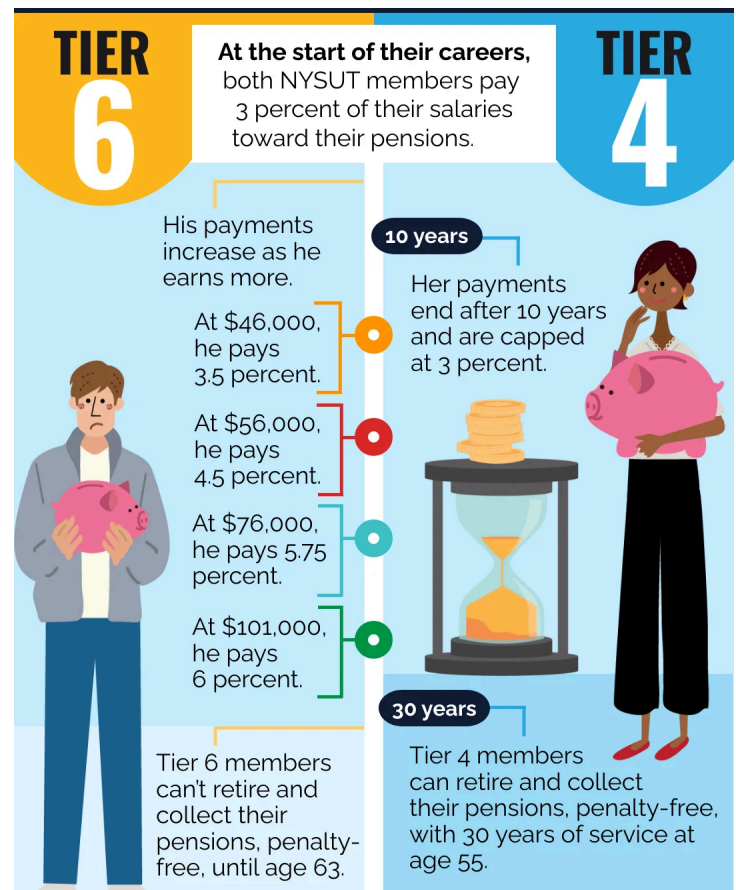 TIER
6
At the start of their careers,
both NYSUT members pay
3 percent of their salaries
toward their pensions.
TIER
4
His payments
increase as he
earns more.
At $46,000,
he pays
3.5 percent.
At $56,000,
he pays
4.5 percent.
At $76,000,
he pays 5.75
percent.
At $101,000,
he pays
6 percent.
Tier 6 members
can't retire and
collect their
pensions, penalty-
free, until age 63.
10 years
Her payments
end after 10 years
and are capped
at 3 percent.
30 years
Tier 4 members
can retire and collect
their pensions, penalty-free,
with 30 years of service at
age 55.